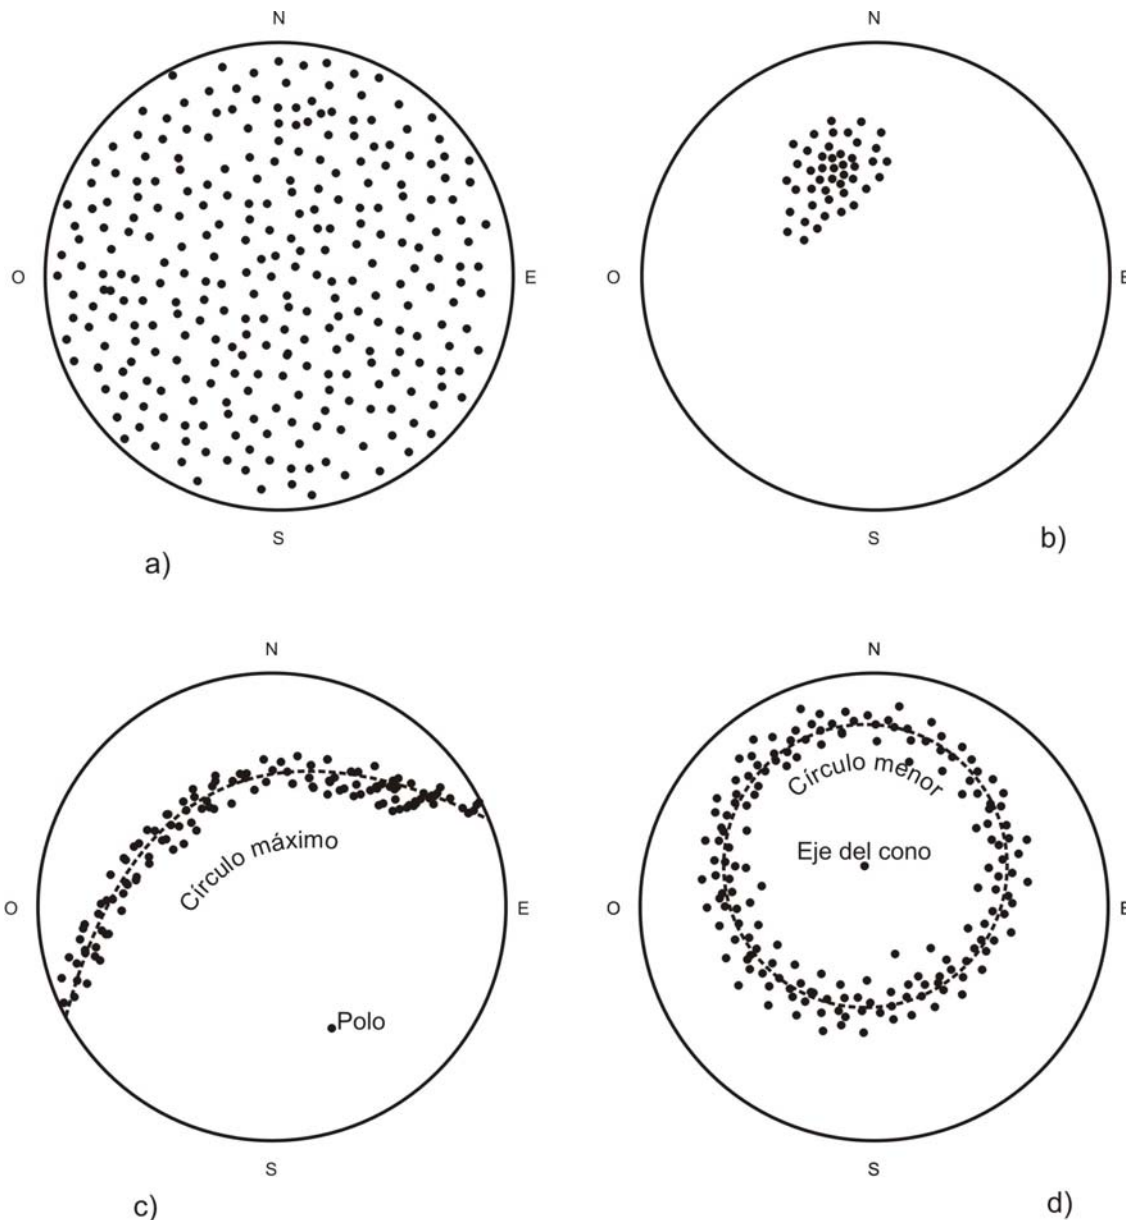 N
N
O
E
O
E
S
S
a)
b)
N
N
Círculo máximo
Círculo menor
Eje del cono
O
E
O
E
Polo
S
S
c)
d)